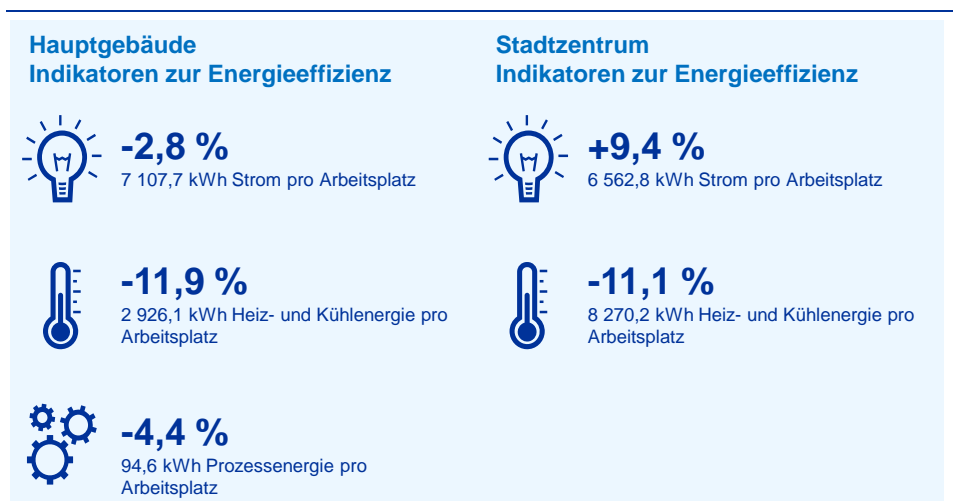 Hauptgebäude
Indikatoren zur Energieeffizienz
-2,8 %
7 107,7 kWh Strom pro Arbeitsplatz
-11,9 %
2 926,1 kWh Heiz- und Kühlenergie pro
Arbeitsplatz
-4,4 %
94,6 kWh Prozessenergie pro
Arbeitsplatz
Stadtzentrum
Indikatoren zur Energieeffizienz
+9,4 %
6 562,8 kWh Strom pro Arbeitsplatz
-11,1 %
8 270,2 kWh Heiz- und Kühlenergie pro
Arbeitsplatz